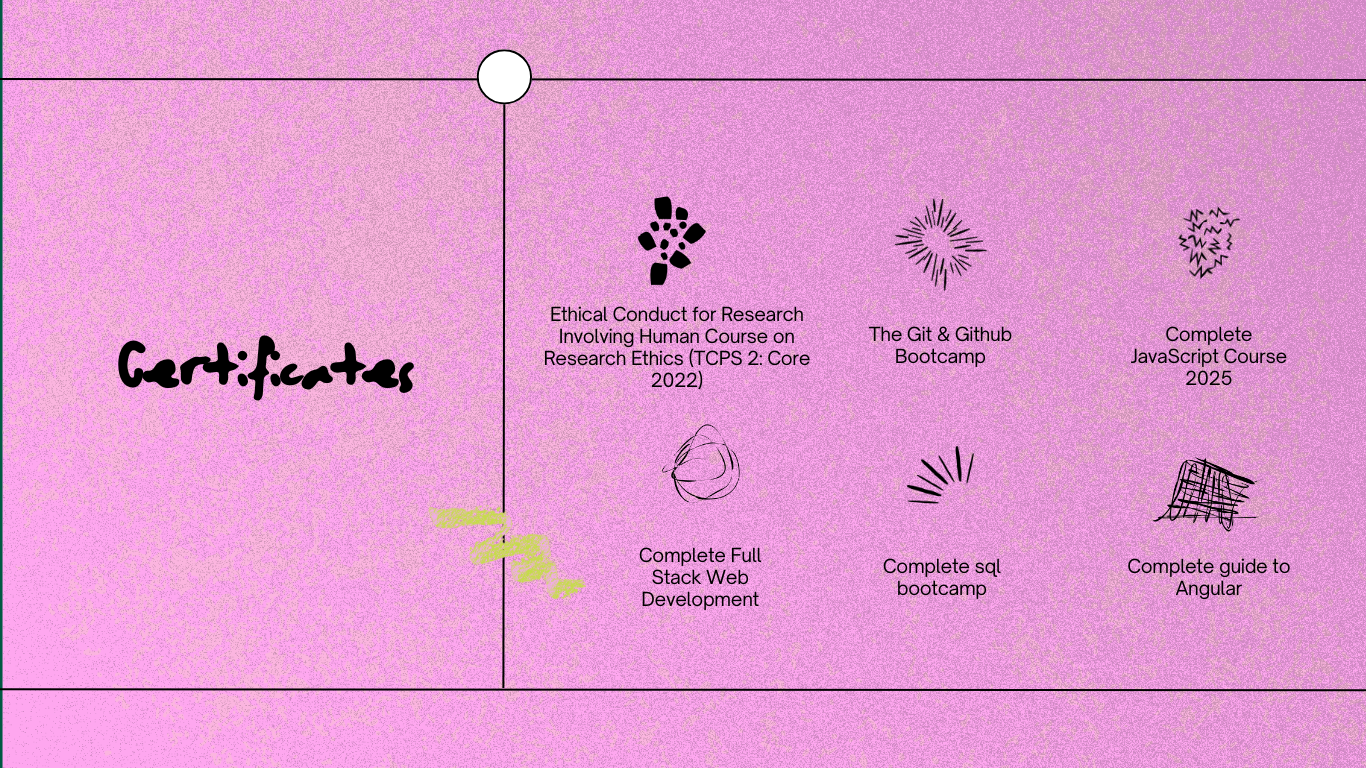 Certificates
Ethical Conduct for Research
Involving Human Course on
Research Ethics (TCPS 2: Core
2022)
The Git & Github
Bootcamp
Complete
JavaScript Course
2025
Complete Full
Stack Web
Development
Complete sql
bootcamp
Complete guide to
Angular